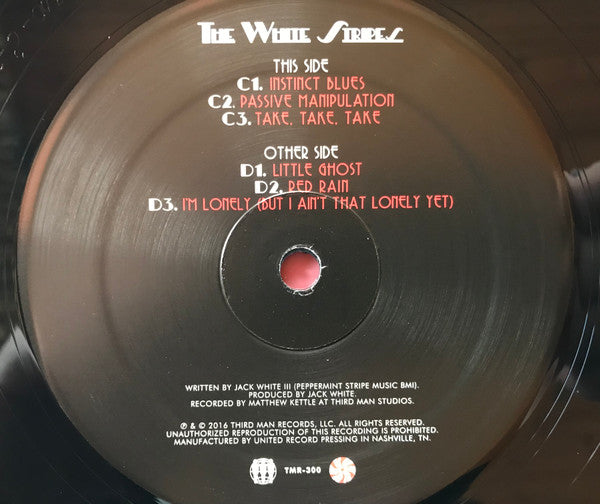 THE WHITE STRIPES
THIS SIDE
C1. INSTINCT BLUES
C2. PASSIVE MANIPULATION
C3. TAKE, TAKE, TAKE
OTHER SIDE
D1. LITTLE GHOST
D2. RED RAIN
D3. I'M LONELY (BUT I AIN'T THAT LONELY YET)
WRITTEN BY JACK WHITE III (PEPPERMINT STRIPE MUSIC BMI).
PRODUCED BY JACK WHITE.
RECORDED BY MATTHEW KETTLE AT THIRD MAN STUDIOS.
℗ & © 2016 THIRD MAN RECORDS, LLC. ALL RIGHTS RESERVED.
UNAUTHORIZED REPRODUCTION OF THIS RECORDING IS PROHIBITED.
MANUFACTURED BY UNITED RECORD PRESSING IN NASHVILLE, TN.
TMR-300